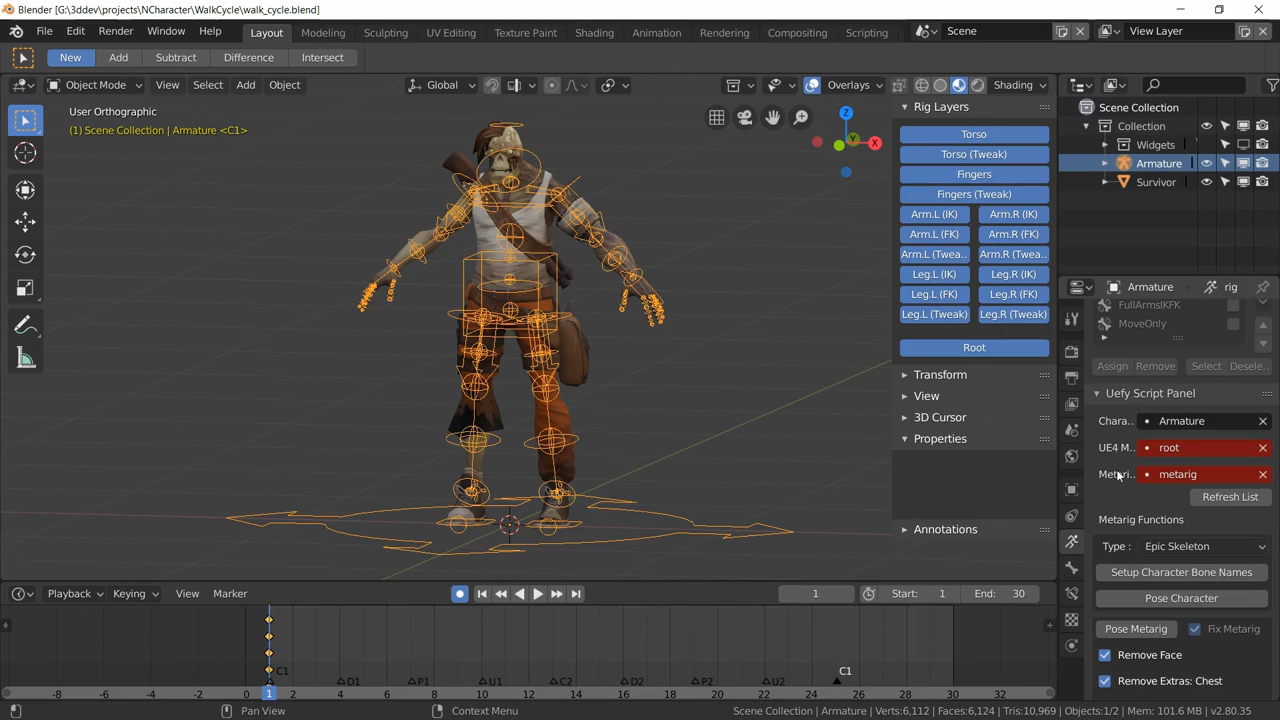 Blender [G:\3ddev\projects\NCharacter\WalkCycle\walk_cycle.blend]
File Edit Render Window Help Layout Modeling Sculpting UV Editing Texture Paint Shading Animation Rendering Compositing Scripting Scene View Layer
New Add Subtract Difference Intersect
Object Mode View Select Add Object Global Overlays Shading
User Orthographic
(1) Scene Collection | Armature <C1>
Z
Y
X
Rig Layers
Torso
Torso (Tweak)
Fingers
Fingers (Tweak)
Arm.L (IK) Arm.R (IK)
Arm.L (FK) Arm.R (FK)
Arm.L (Twea.. Arm.R (Twea..
Leg.L (IK) Leg.R (IK)
Leg.L (FK) Leg.R (FK)
Leg.L (Tweak) Leg.R (Tweak)
Root
Transform
View
3D Cursor
Properties
Annotations
Scene Collection
Collection
Widgets
Armature
Survivor
Armature rig
FullArmsIKFK
MoveOnly
Assign Remove Select Desele..
Uefy Script Panel
Chara.. Armature
UE4 M.. root
Metari.. metarig
Refresh List
Metarig Functions
Type : Epic Skeleton
Setup Character Bone Names
Pose Character
Pose Metarig Fix Metarig
Remove Face
Remove Extras: Chest
Playback Keying View Marker 1 Start: 1 End: 30
C1 D1 P1 U1 C2 D2 P2 U2 C1
-8 -6 -4 -2 0 1 2 4 6 8 10 12 14 16 18 20 22 24 26 28 30 32
Pan View Context Menu Scene Collection | Armature | Verts:6,112 | Faces:6,124 | Tris:10,969 | Objects:1/2 | Mem: 101.6 MB | v2.80.35